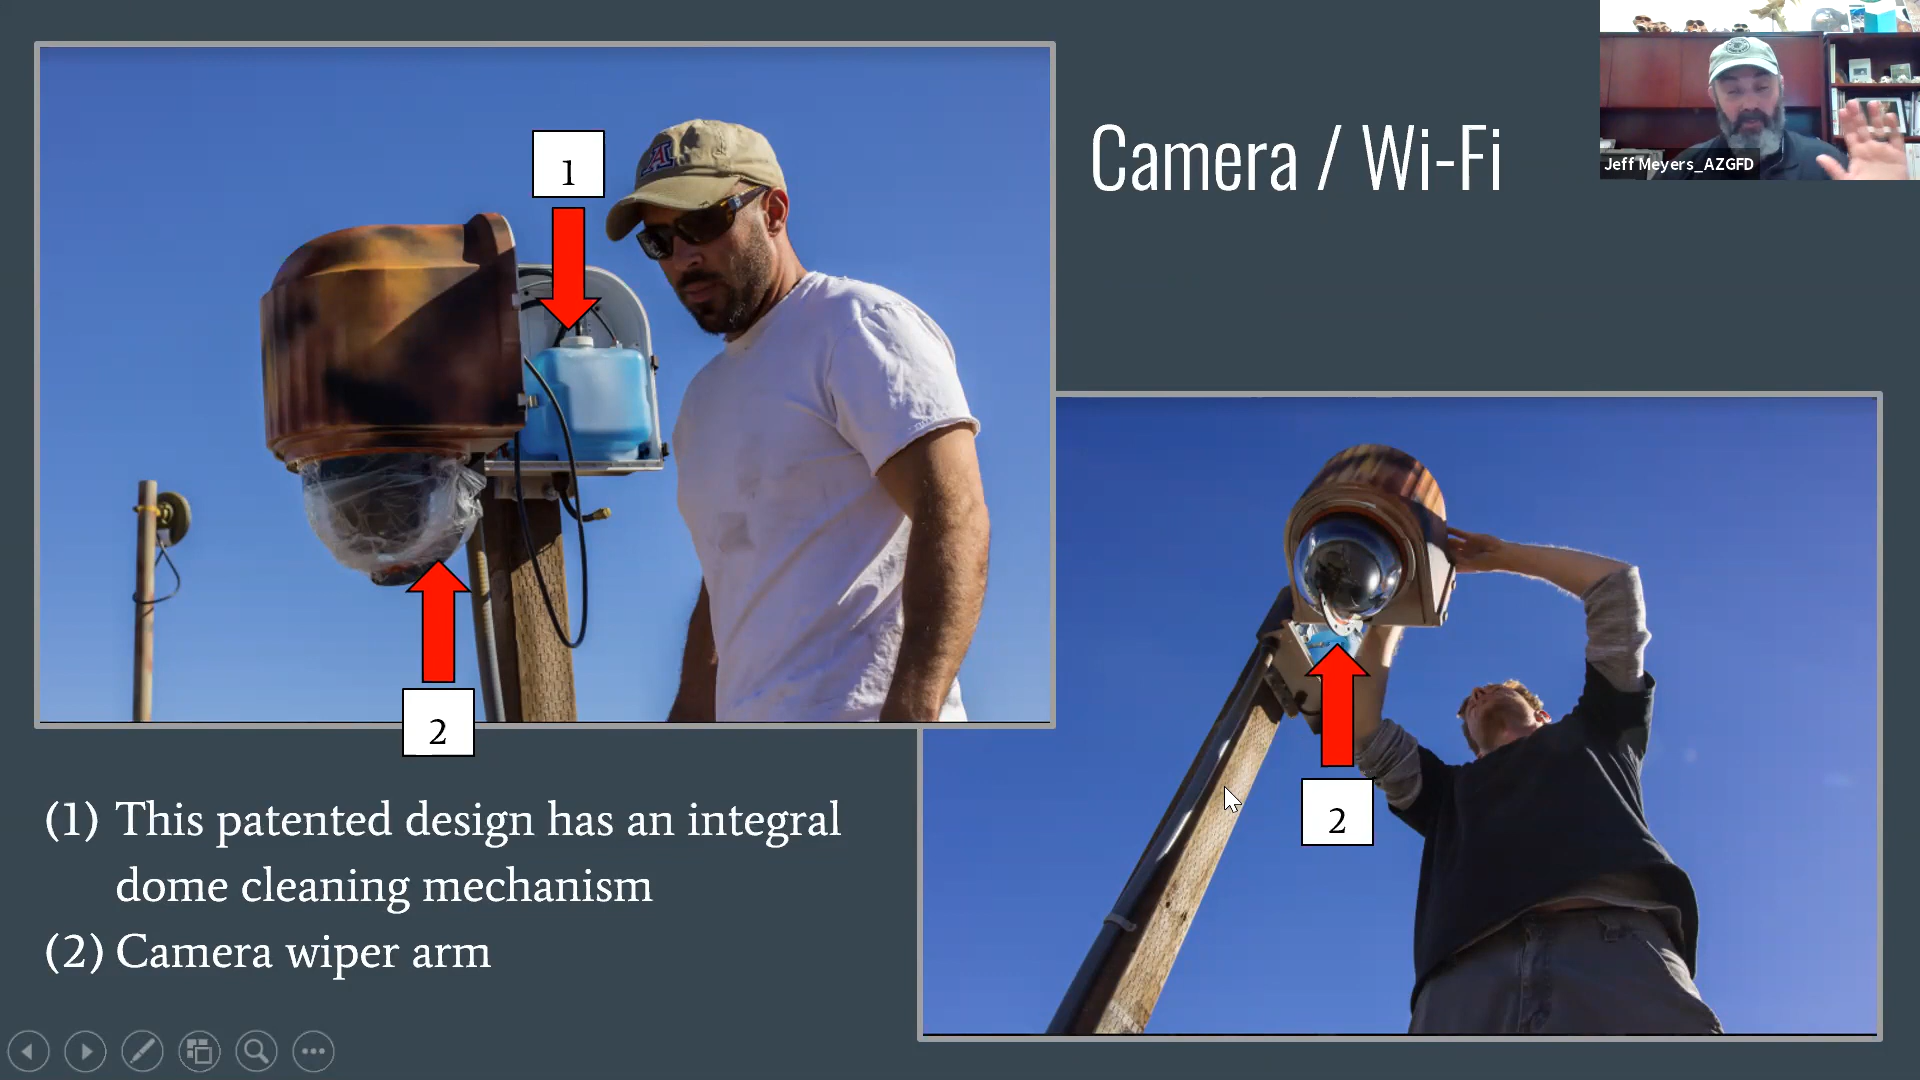 1
Camera / Wi-Fi
Jeff Meyers_AZGFD
A
2
2
(1) This patented design has an integral
dome cleaning mechanism
(2) Camera wiper arm